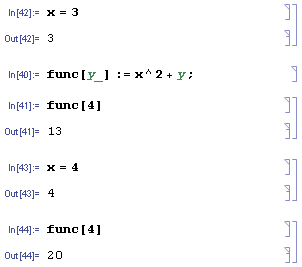 In[42]:= x = 3
Out[42]= 3
In[40]:= func[y_] := x^2 + y;
In[41]:= func[4]
Out[41]= 13
In[43]:= x = 4
Out[43]= 4
In[44]:= func[4]
Out[44]= 20